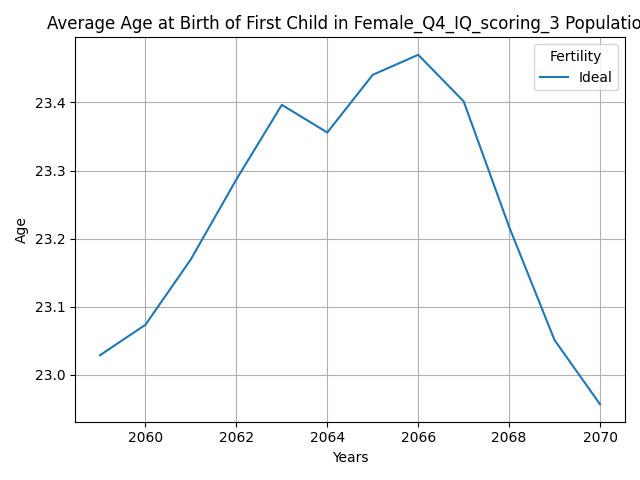 Average Age at Birth of First Child in Female_Q4_IQ_scoring_3 Populatio
Fertility
Ideal
23.4
23.3
23.2
23.1
23.0
Age
2060 2062 2064 2066 2068 2070
Years